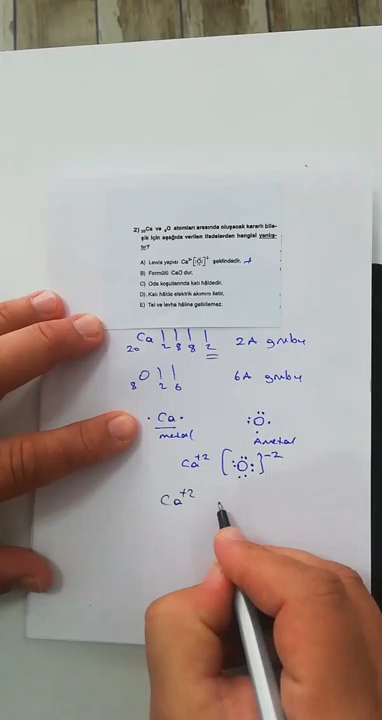 2) ₂₀Ca ve ₈O atomları arasında oluşacak kararlı bile-
şik için aşağıda verilen ifadelerden hangisi yanlış-
tır?
A) Lewis yapısı Ca²⁺[:Ö:]²⁻ şeklindedir.
B) Formülü CaO dur.
C) Oda koşullarında katı hâldedir.
D) Katı hâlde elektrik akımını iletir.
E) Tel ve levha hâline getirilemez.
₂₀Ca ) ) ) ) 2A grubu
2 8 8 2
₈O ) ) 6A grubu
2 6
· Ca · :Ö·
metal Ametal
Ca⁺² [:Ö:]⁻²
Ca⁺²